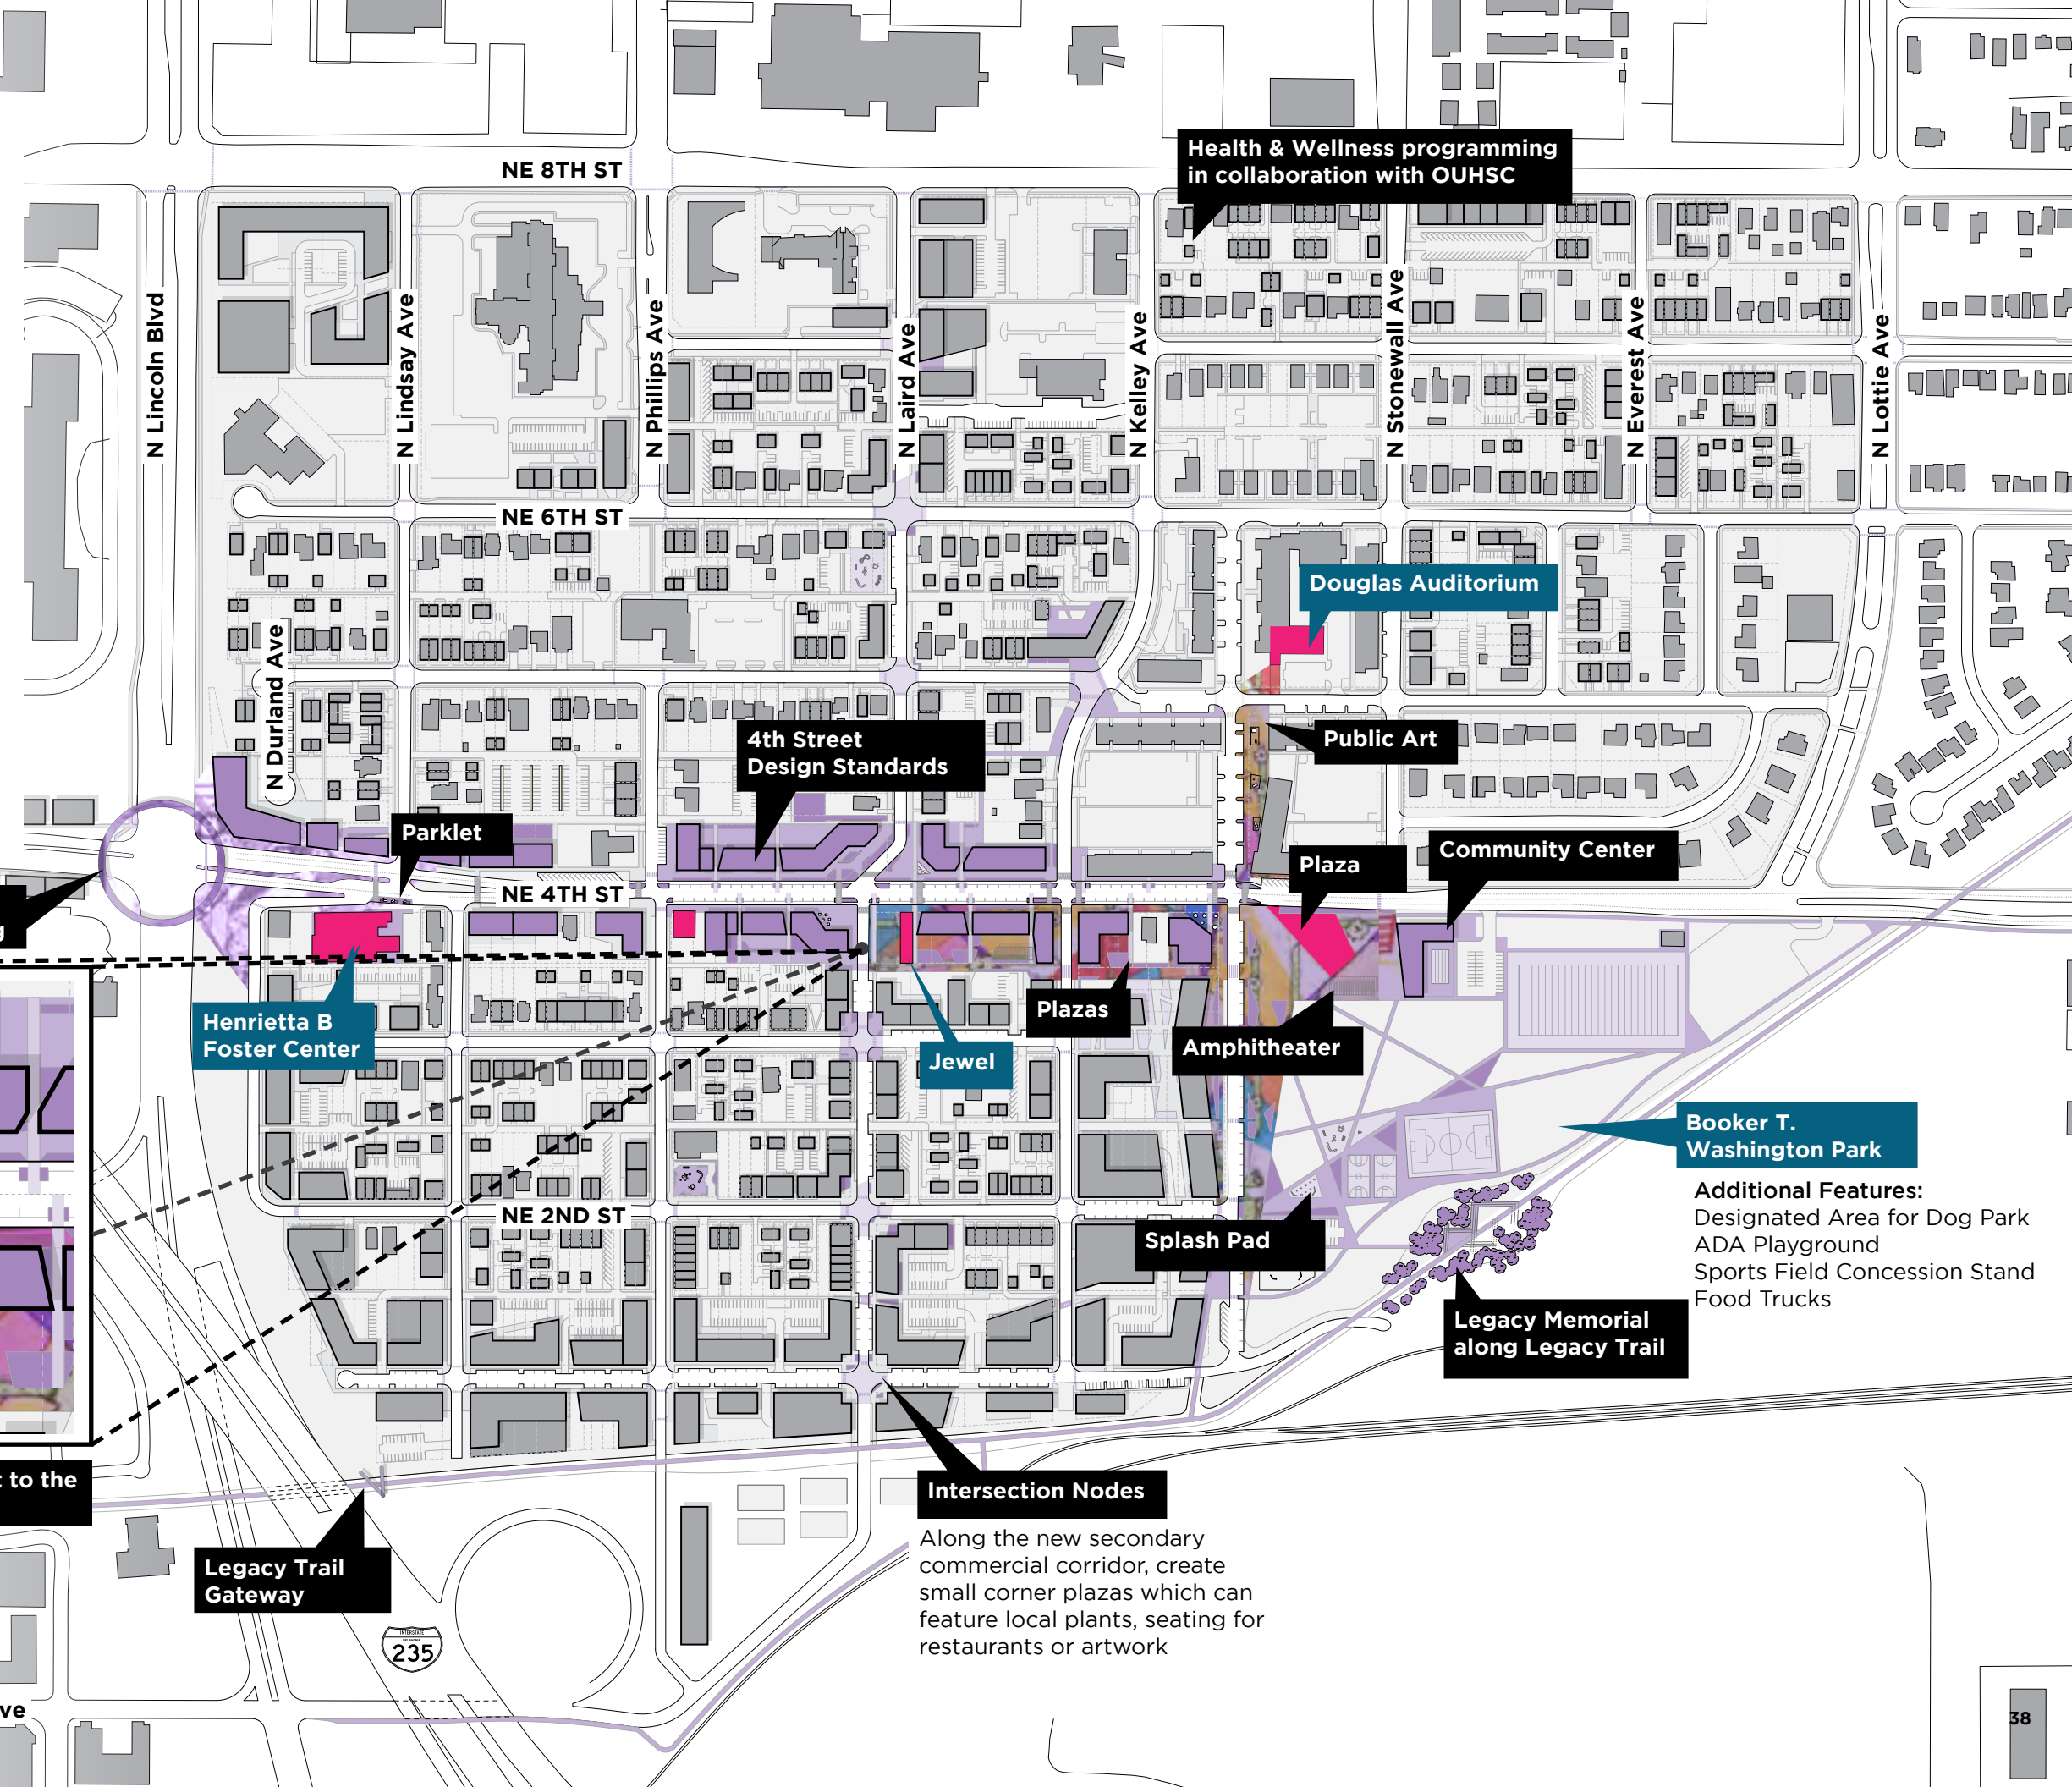 Health & Wellness programming
in collaboration with OUHSC
NE 8TH ST
N Lincoln Blvd
N Lindsay Ave
N Phillips Ave
N Laird Ave
N Kelley Ave
N Stonewall Ave
N Everest Ave
N Lottie Ave
NE 6TH ST
Douglas Auditorium
N Durland Ave
4th Street
Design Standards
Public Art
Parklet
Plaza
Community Center
NE 4TH ST
g
Henrietta B
Foster Center
Plazas
Jewel
Amphitheater
Booker T.
Washington Park
Additional Features:
Designated Area for Dog Park
ADA Playground
Sports Field Concession Stand
Food Trucks
NE 2ND ST
Splash Pad
Legacy Memorial
along Legacy Trail
t to the
Intersection Nodes
Along the new secondary
commercial corridor, create
small corner plazas which can
feature local plants, seating for
restaurants or artwork
Legacy Trail
Gateway
INTERSTATE
OKLAHOMA
235
ve
38